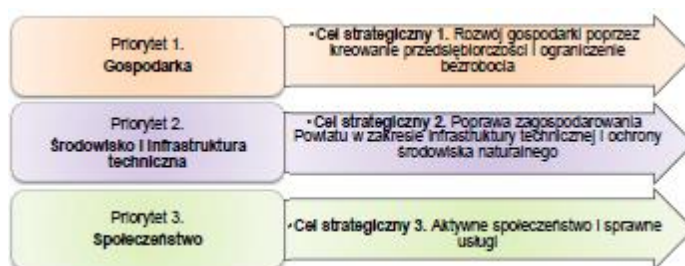 Priorytet 1.
Gospodarka
•Cel strategiczny 1. Rozwój gospodarki poprzez
kreowanie przedsiębiorczości i ograniczenie
bezrobocia
Priorytet 2.
Środowisko i infrastruktura
techniczna
•Cel strategiczny 2. Poprawa zagospodarowania
Powiatu w zakresie infrastruktury technicznej i ochrony
środowiska naturalnego
Priorytet 3.
Społeczeństwo
•Cel strategiczny 3. Aktywne społeczeństwo i sprawne
usługi